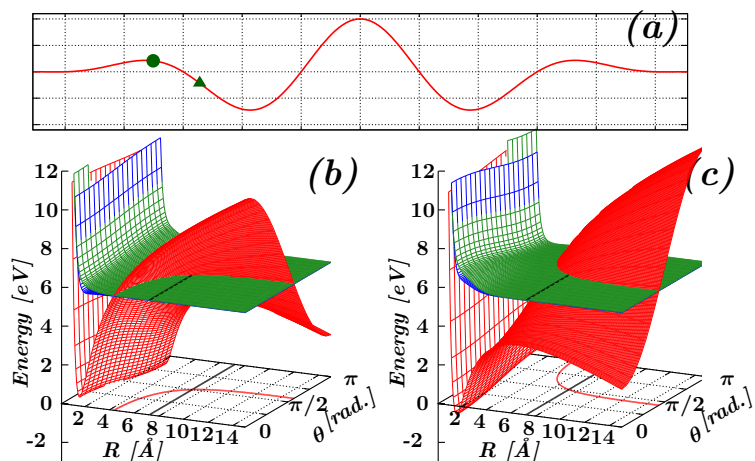 (a)
(b)
12
10
8
6
4
2
0
-2
Energy [eV]
2 4 6 8 10 12 14
R [Å]
0 π/2 π
θ [rad.]
(c)
12
10
8
6
4
2
0
-2
Energy [eV]
2 4 6 8 10 12 14
R [Å]
0 π/2 π
θ [rad.]